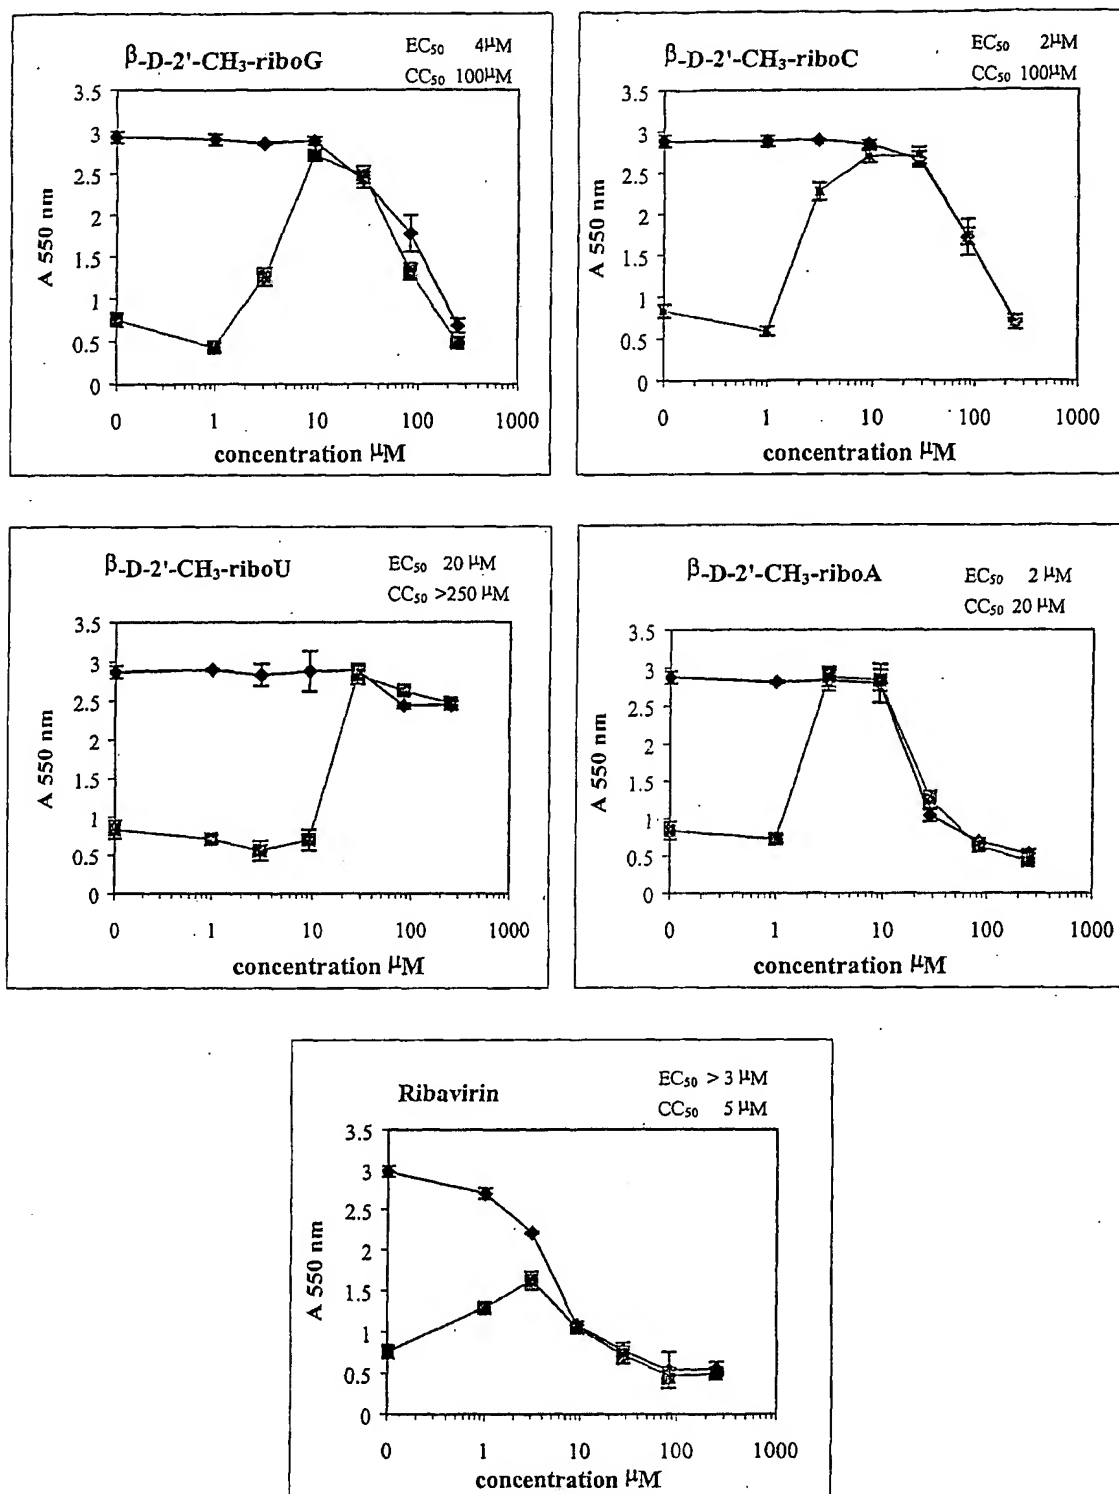 β-D-2'-CH₃-riboG
EC₅₀ 4μM
CC₅₀ 100μM
3.5
3
2.5
2
1.5
1
0.5
0
A 550 nm
0 1 10 100 1000
concentration μM
β-D-2'-CH₃-riboC
EC₅₀ 2μM
CC₅₀ 100μM
3.5
3
2.5
2
1.5
1
0.5
0
A 550 nm
0 1 10 100 1000
concentration μM
β-D-2'-CH₃-riboU
EC₅₀ 20 μM
CC₅₀ >250 μM
3.5
3
2.5
2
1.5
1
0.5
0
A 550 nm
0 1 10 100 1000
concentration μM
β-D-2'-CH₃-riboA
EC₅₀ 2 μM
CC₅₀ 20 μM
3.5
3
2.5
2
1.5
1
0.5
0
A 550 nm
0 1 10 100 1000
concentration μM
Ribavirin
EC₅₀ > 3 μM
CC₅₀ 5 μM
3.5
3
2.5
2
1.5
1
0.5
0
A 550 nm
0 1 10 100 1000
concentration μM